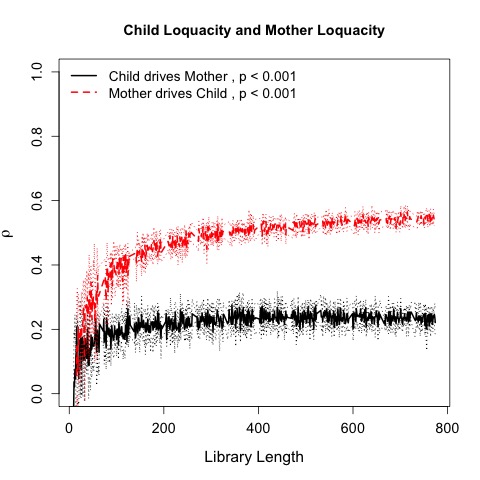 Child Loquacity and Mother Loquacity
Child drives Mother , p < 0.001
Mother drives Child , p < 0.001
1.0
0.8
0.6
0.4
0.2
0.0
ρ
0 200 400 600 800
Library Length